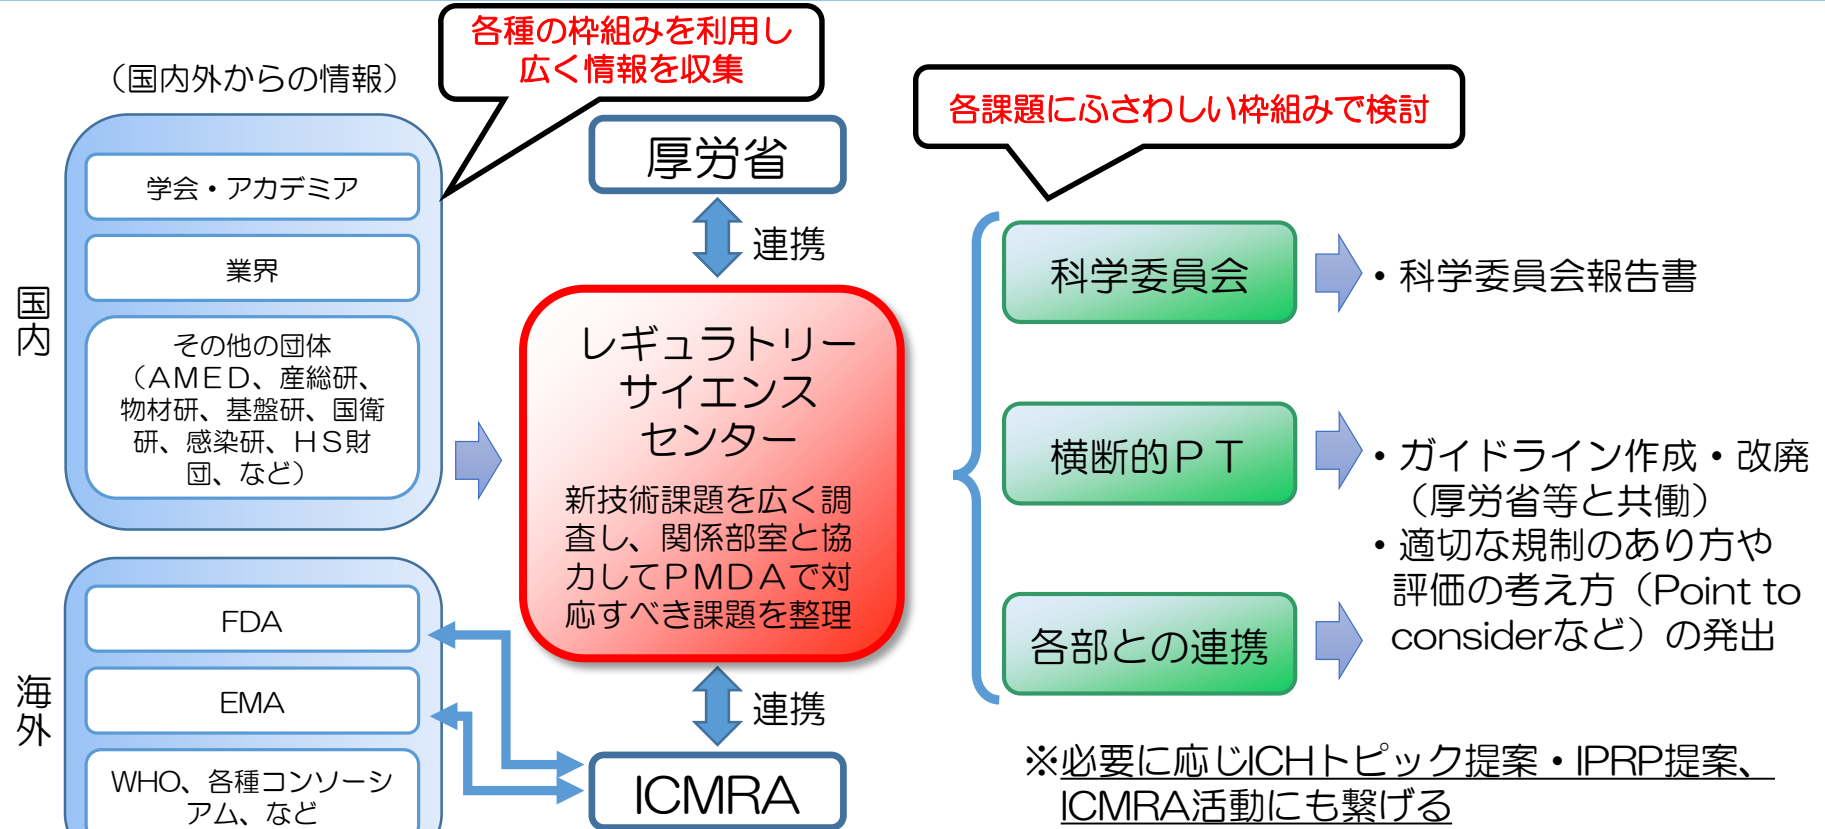 各種の枠組みを利用し
広く情報を収集
（国内外からの情報）
国内
学会・アカデミア
業界
その他の団体
（ＡＭＥＤ、産総研、
物材研、基盤研、国衛
研、感染研、ＨＳ財
団、など）
海外
FDA
EMA
WHO、各種コンソーシ
アム、など
厚労省
連携
レギュラトリー
サイエンス
センター
新技術課題を広く調
査し、関係部室と協
力してＰＭＤＡで対
応すべき課題を整理
連携
ICMRA
各課題にふさわしい枠組みで検討
科学委員会
・科学委員会報告書
横断的ＰＴ
各部との連携
・ガイドライン作成・改廃
（厚労省等と共働）
・適切な規制のあり方や
評価の考え方（Point to
considerなど）の発出
※必要に応じICHトピック提案・IPRP提案、
ICMRA活動にも繋げる